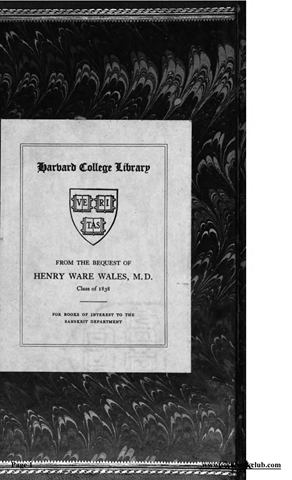 Harvard College Library
VE RI
TAS
FROM THE BEQUEST OF
HENRY WARE WALES, M.D.
Class of 1838
FOR BOOKS OF INTEREST TO THE
SANSKRIT DEPARTMENT